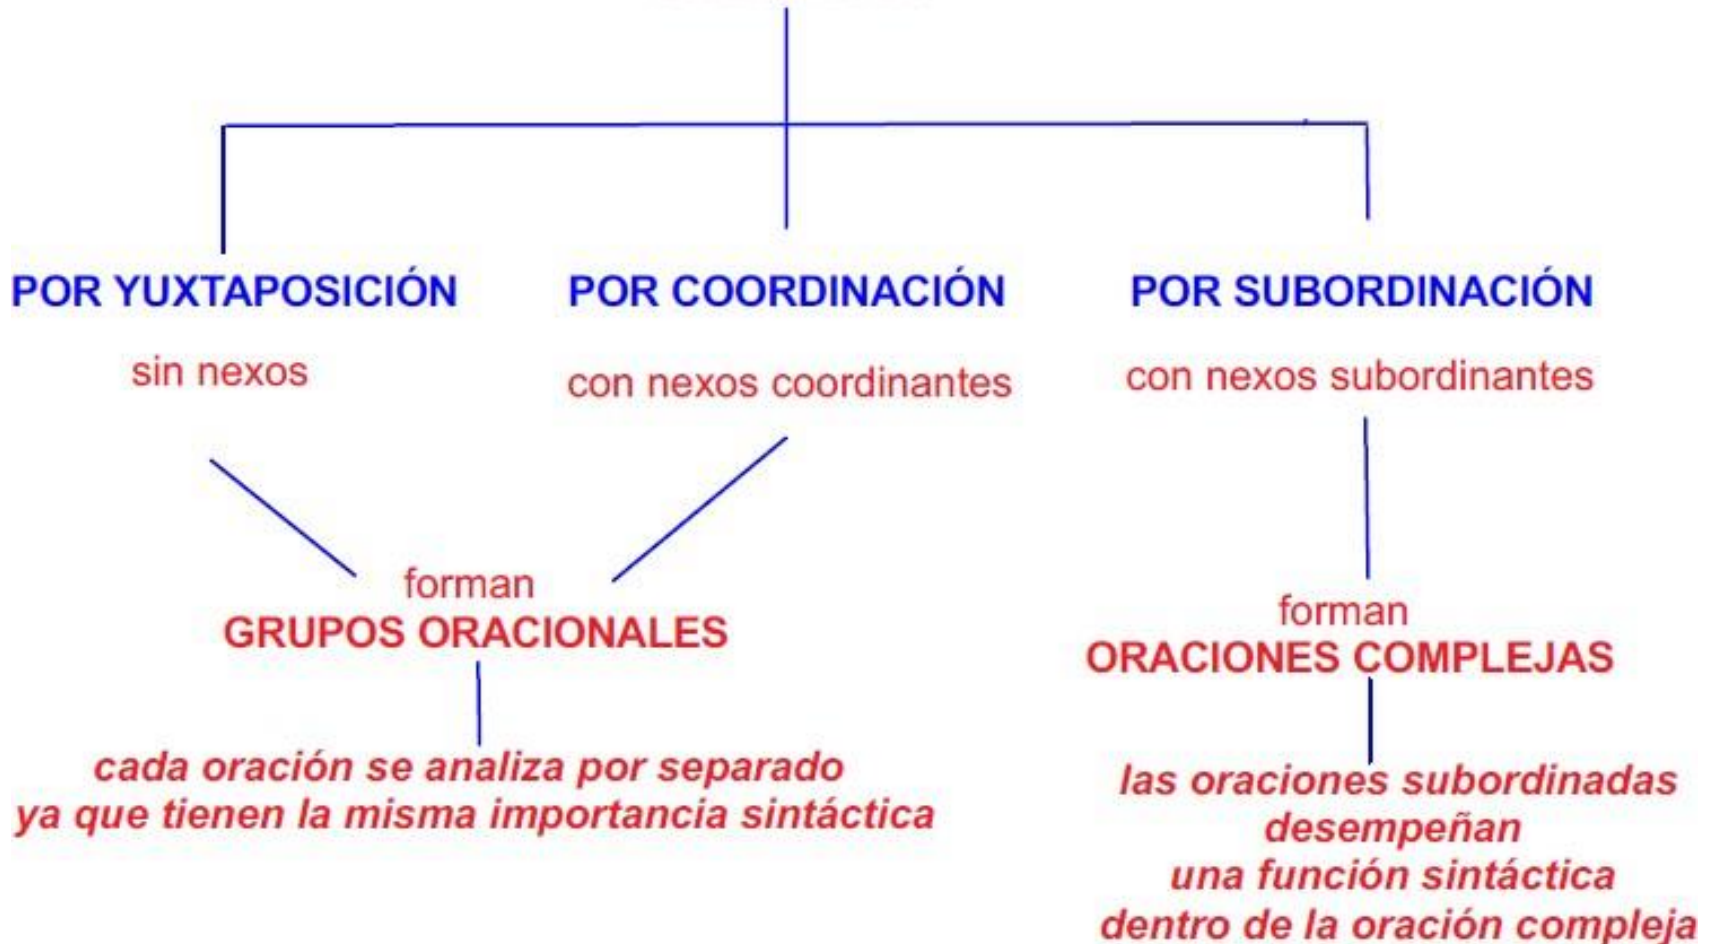 POR YUXTAPOSICIÓN
sin nexos
POR COORDINACIÓN
con nexos coordinantes
POR SUBORDINACIÓN
con nexos subordinantes
forman
GRUPOS ORACIONALES
cada oración se analiza por separado
ya que tienen la misma importancia sintáctica
forman
ORACIONES COMPLEJAS
las oraciones subordinadas
desempeñan
una función sintáctica
dentro de la oración compleja